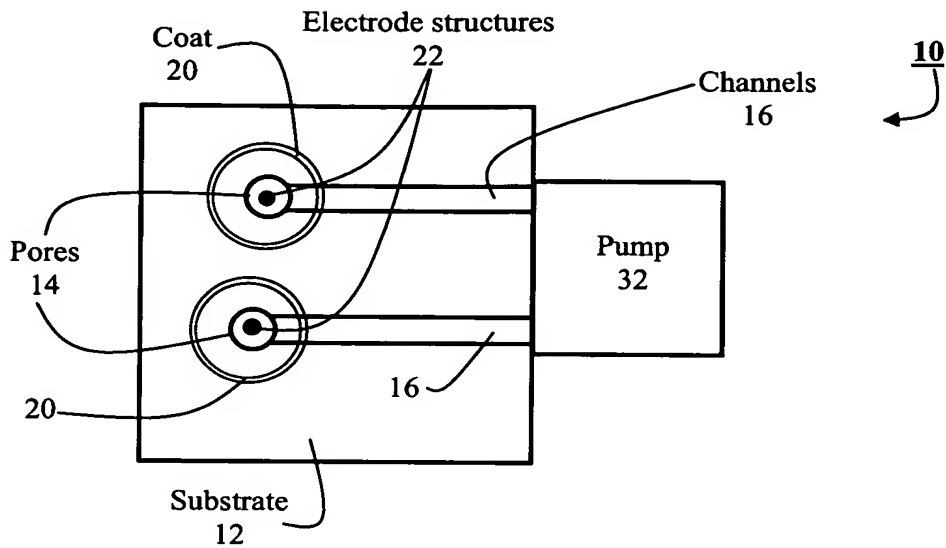 Electrode structures
22
Coat
20
10
Channels
16
Pores
14
Pump
32
16
20
Substrate
12